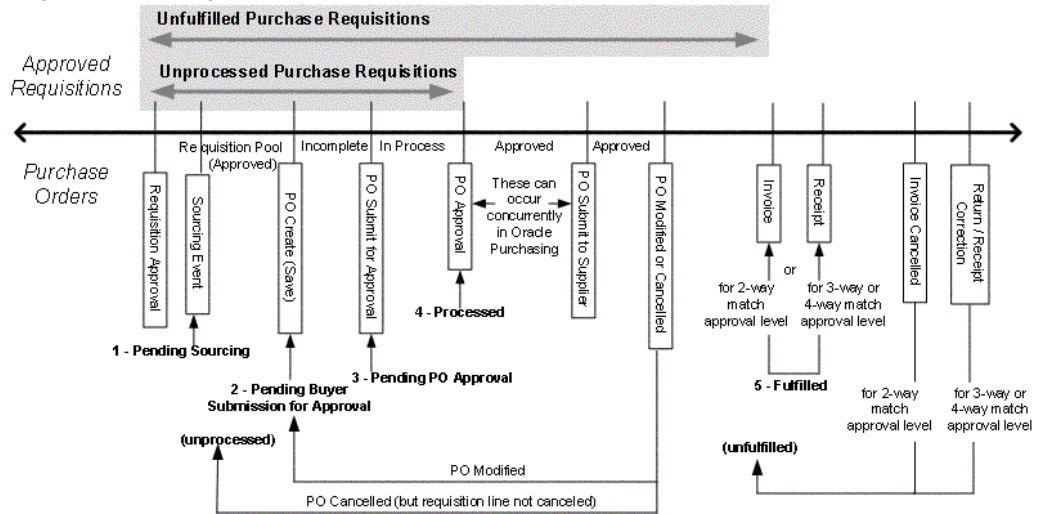 Unfulfilled Purchase Requisitions
Approved
Requisitions
Unprocessed Purchase Requisitions
Purchase
Orders
Requisition Pool
(Approved)
Incomplete
In Process
Approved
Approved
Requisition Approval
Sourcing Event
PO Create (Save)
PO Submit for Approval
PO Approval
These can
occur
concurrently
in Oracle
Purchasing
PO Submit to Supplier
PO Modified or Cancelled
Invoice
Receipt
Invoice Cancelled
Return / Receipt
Correction
1 - Pending Sourcing
2 - Pending Buyer
Submission for Approval
3 - Pending PO Approval
4 - Processed
or
for 2-way
match
approval level
for 3-way or
4-way match
approval level
5 - Fulfilled
for 2-way
match
approval level
for 3-way or
4-way match
approval level
(unprocessed)
(unfulfilled)
PO Modified
PO Cancelled (but requisition line not canceled)